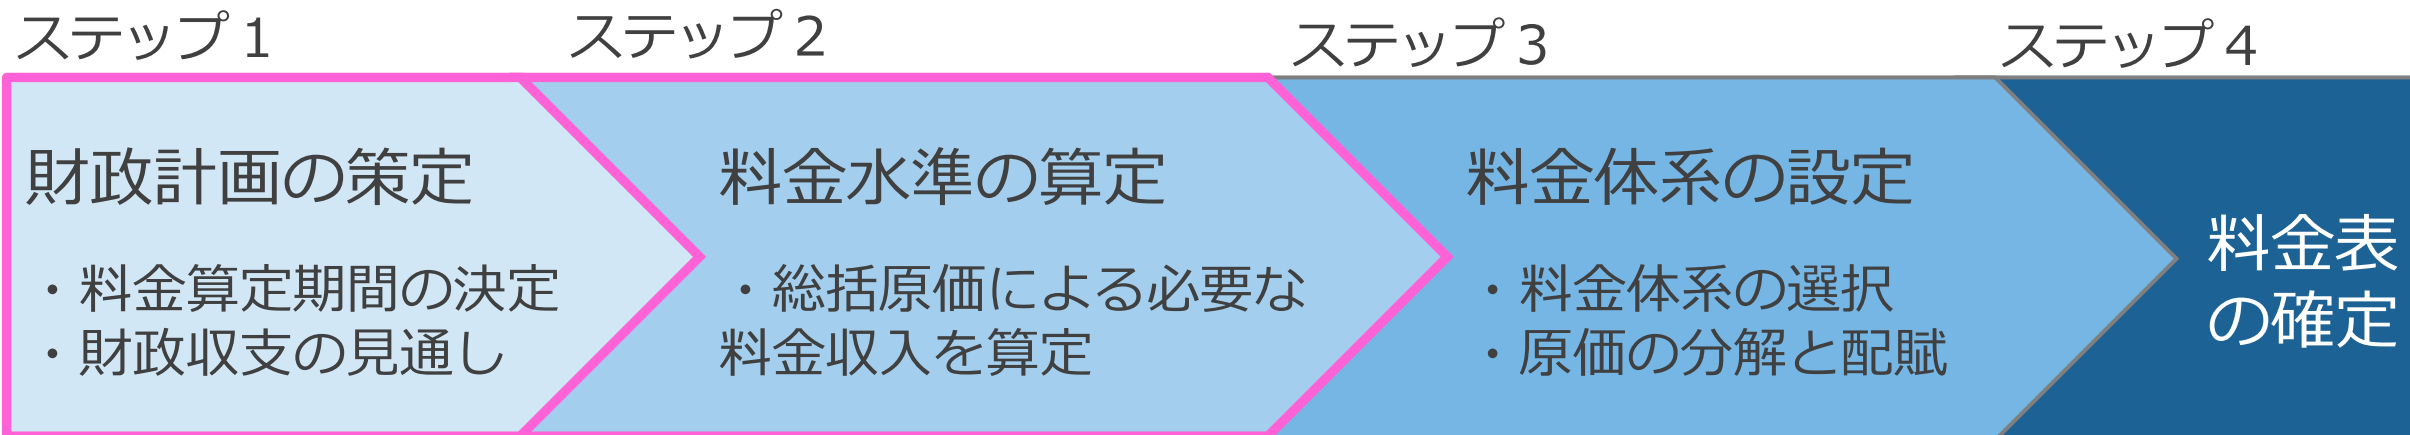 ステップ１
財政計画の策定
・料金算定期間の決定
・財政収支の見通し
ステップ２
料金水準の算定
・総括原価による必要な
料金収入を算定
ステップ３
料金体系の設定
・料金体系の選択
・原価の分解と配賦
ステップ４
料金表
の確定